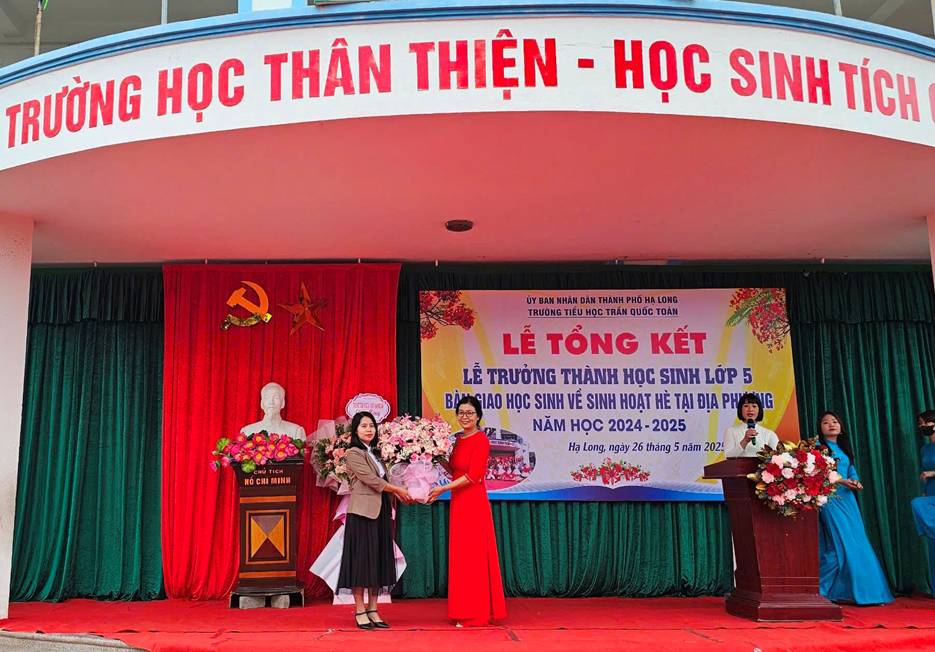 TRƯỜNG HỌC THÂN THIỆN - HỌC SINH TÍCH
ỦY BAN NHÂN DÂN THÀNH PHỐ HẠ LONG
TRƯỜNG TIỂU HỌC TRẦN QUỐC TOẢN
LỄ TỔNG KẾT
LỄ TRƯỞNG THÀNH HỌC SINH LỚP 5
BÀN GIAO HỌC SINH VỀ SINH HOẠT HÈ TẠI ĐỊA PHƯƠNG
NĂM HỌC 2024-2025
Hạ Long, ngày 26 tháng 5 năm 2025
CHỦ TỊCH
HỒ CHÍ MINH